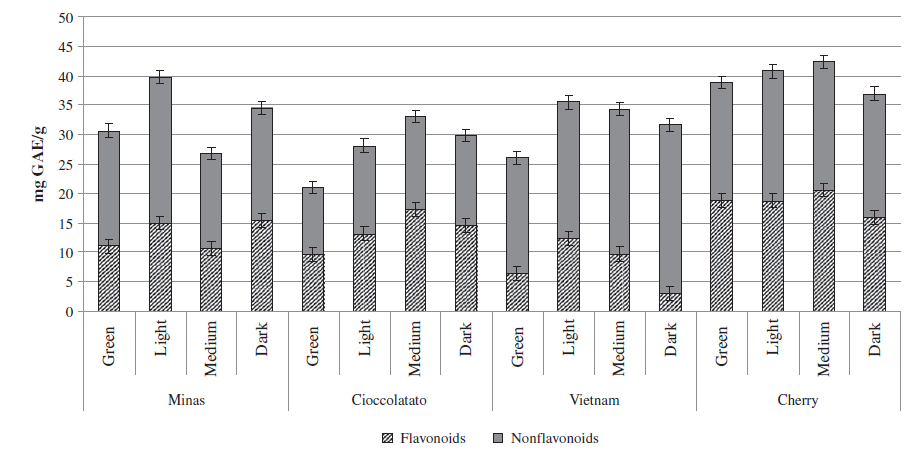 mg GAE/g
50
45
40
35
30
25
20
15
10
5
0
Green
Light
Medium
Dark
Green
Light
Medium
Dark
Green
Light
Medium
Dark
Green
Light
Medium
Dark
Minas
Cioccolatato
Vietnam
Cherry
Flavonoids
Nonflavonoids